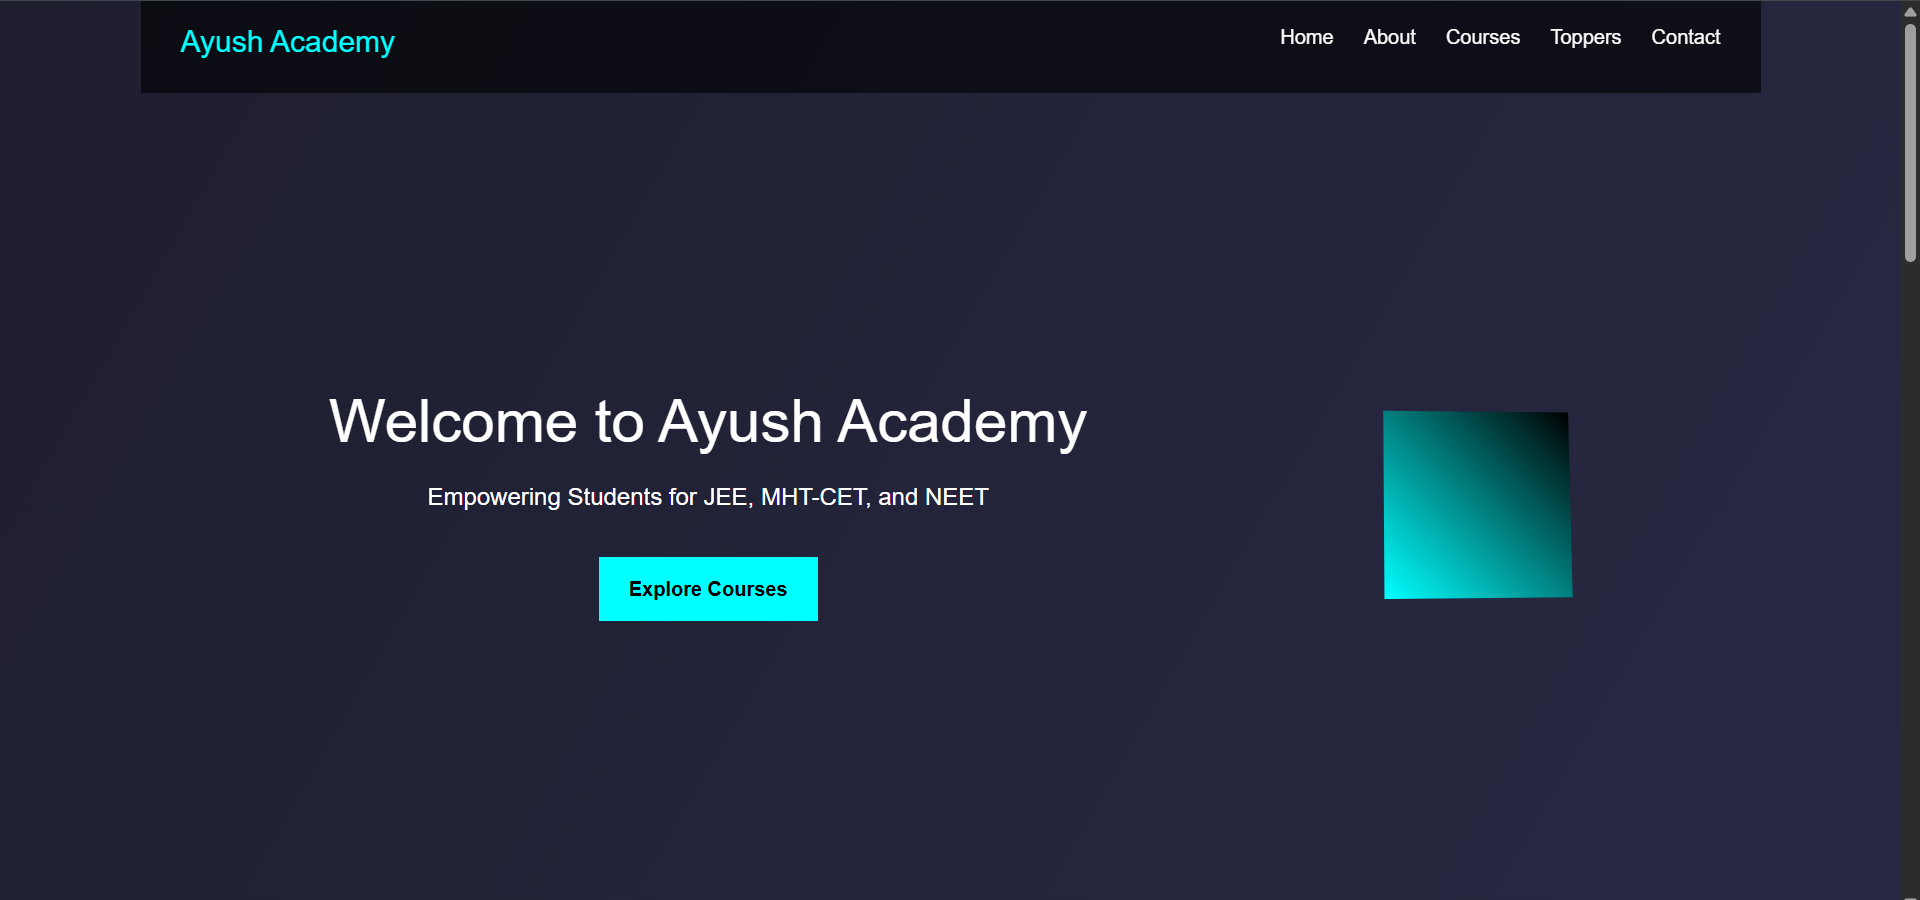 Ayush Academy
Home About Courses Toppers Contact
Welcome to Ayush Academy
Empowering Students for JEE, MHT-CET, and NEET
Explore Courses